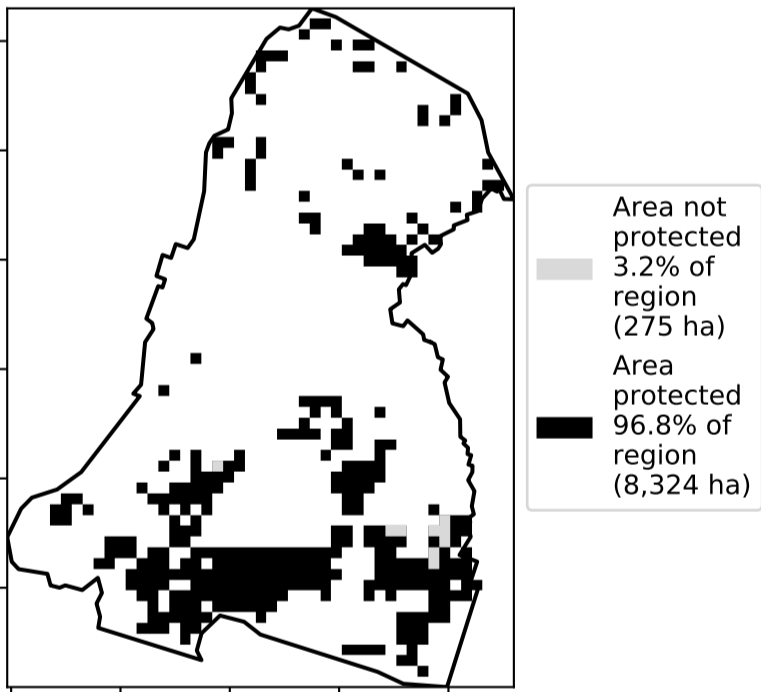 Area not
protected
3.2% of
region
(275 ha)
Area
protected
96.8% of
region
(8,324 ha)